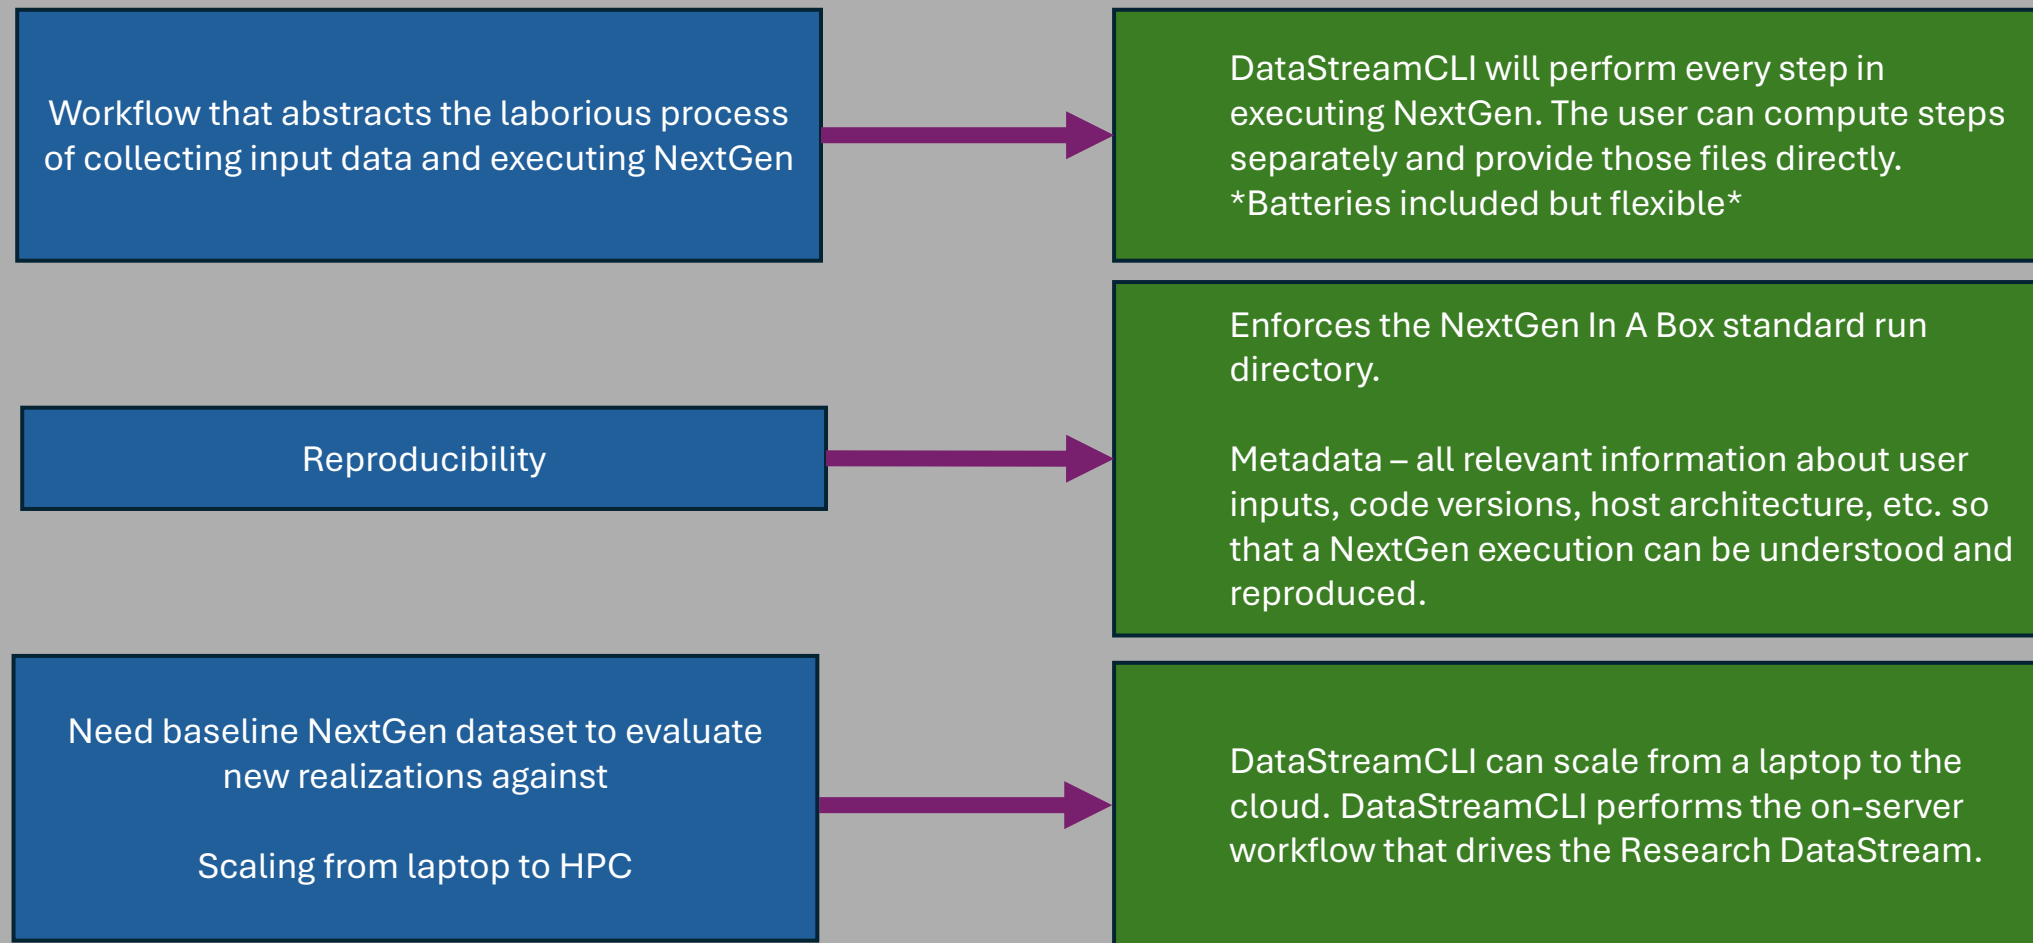 Workflow that abstracts the laborious process
of collecting input data and executing NextGen
DataStreamCLI will perform every step in
executing NextGen. The user can compute steps
separately and provide those files directly.
*Batteries included but flexible*
Reproducibility
Enforces the NextGen In A Box standard run
directory.
Metadata – all relevant information about user
inputs, code versions, host architecture, etc. so
that a NextGen execution can be understood and
reproduced.
Need baseline NextGen dataset to evaluate
new realizations against
Scaling from laptop to HPC
DataStreamCLI can scale from a laptop to the
cloud. DataStreamCLI performs the on-server
workflow that drives the Research DataStream.